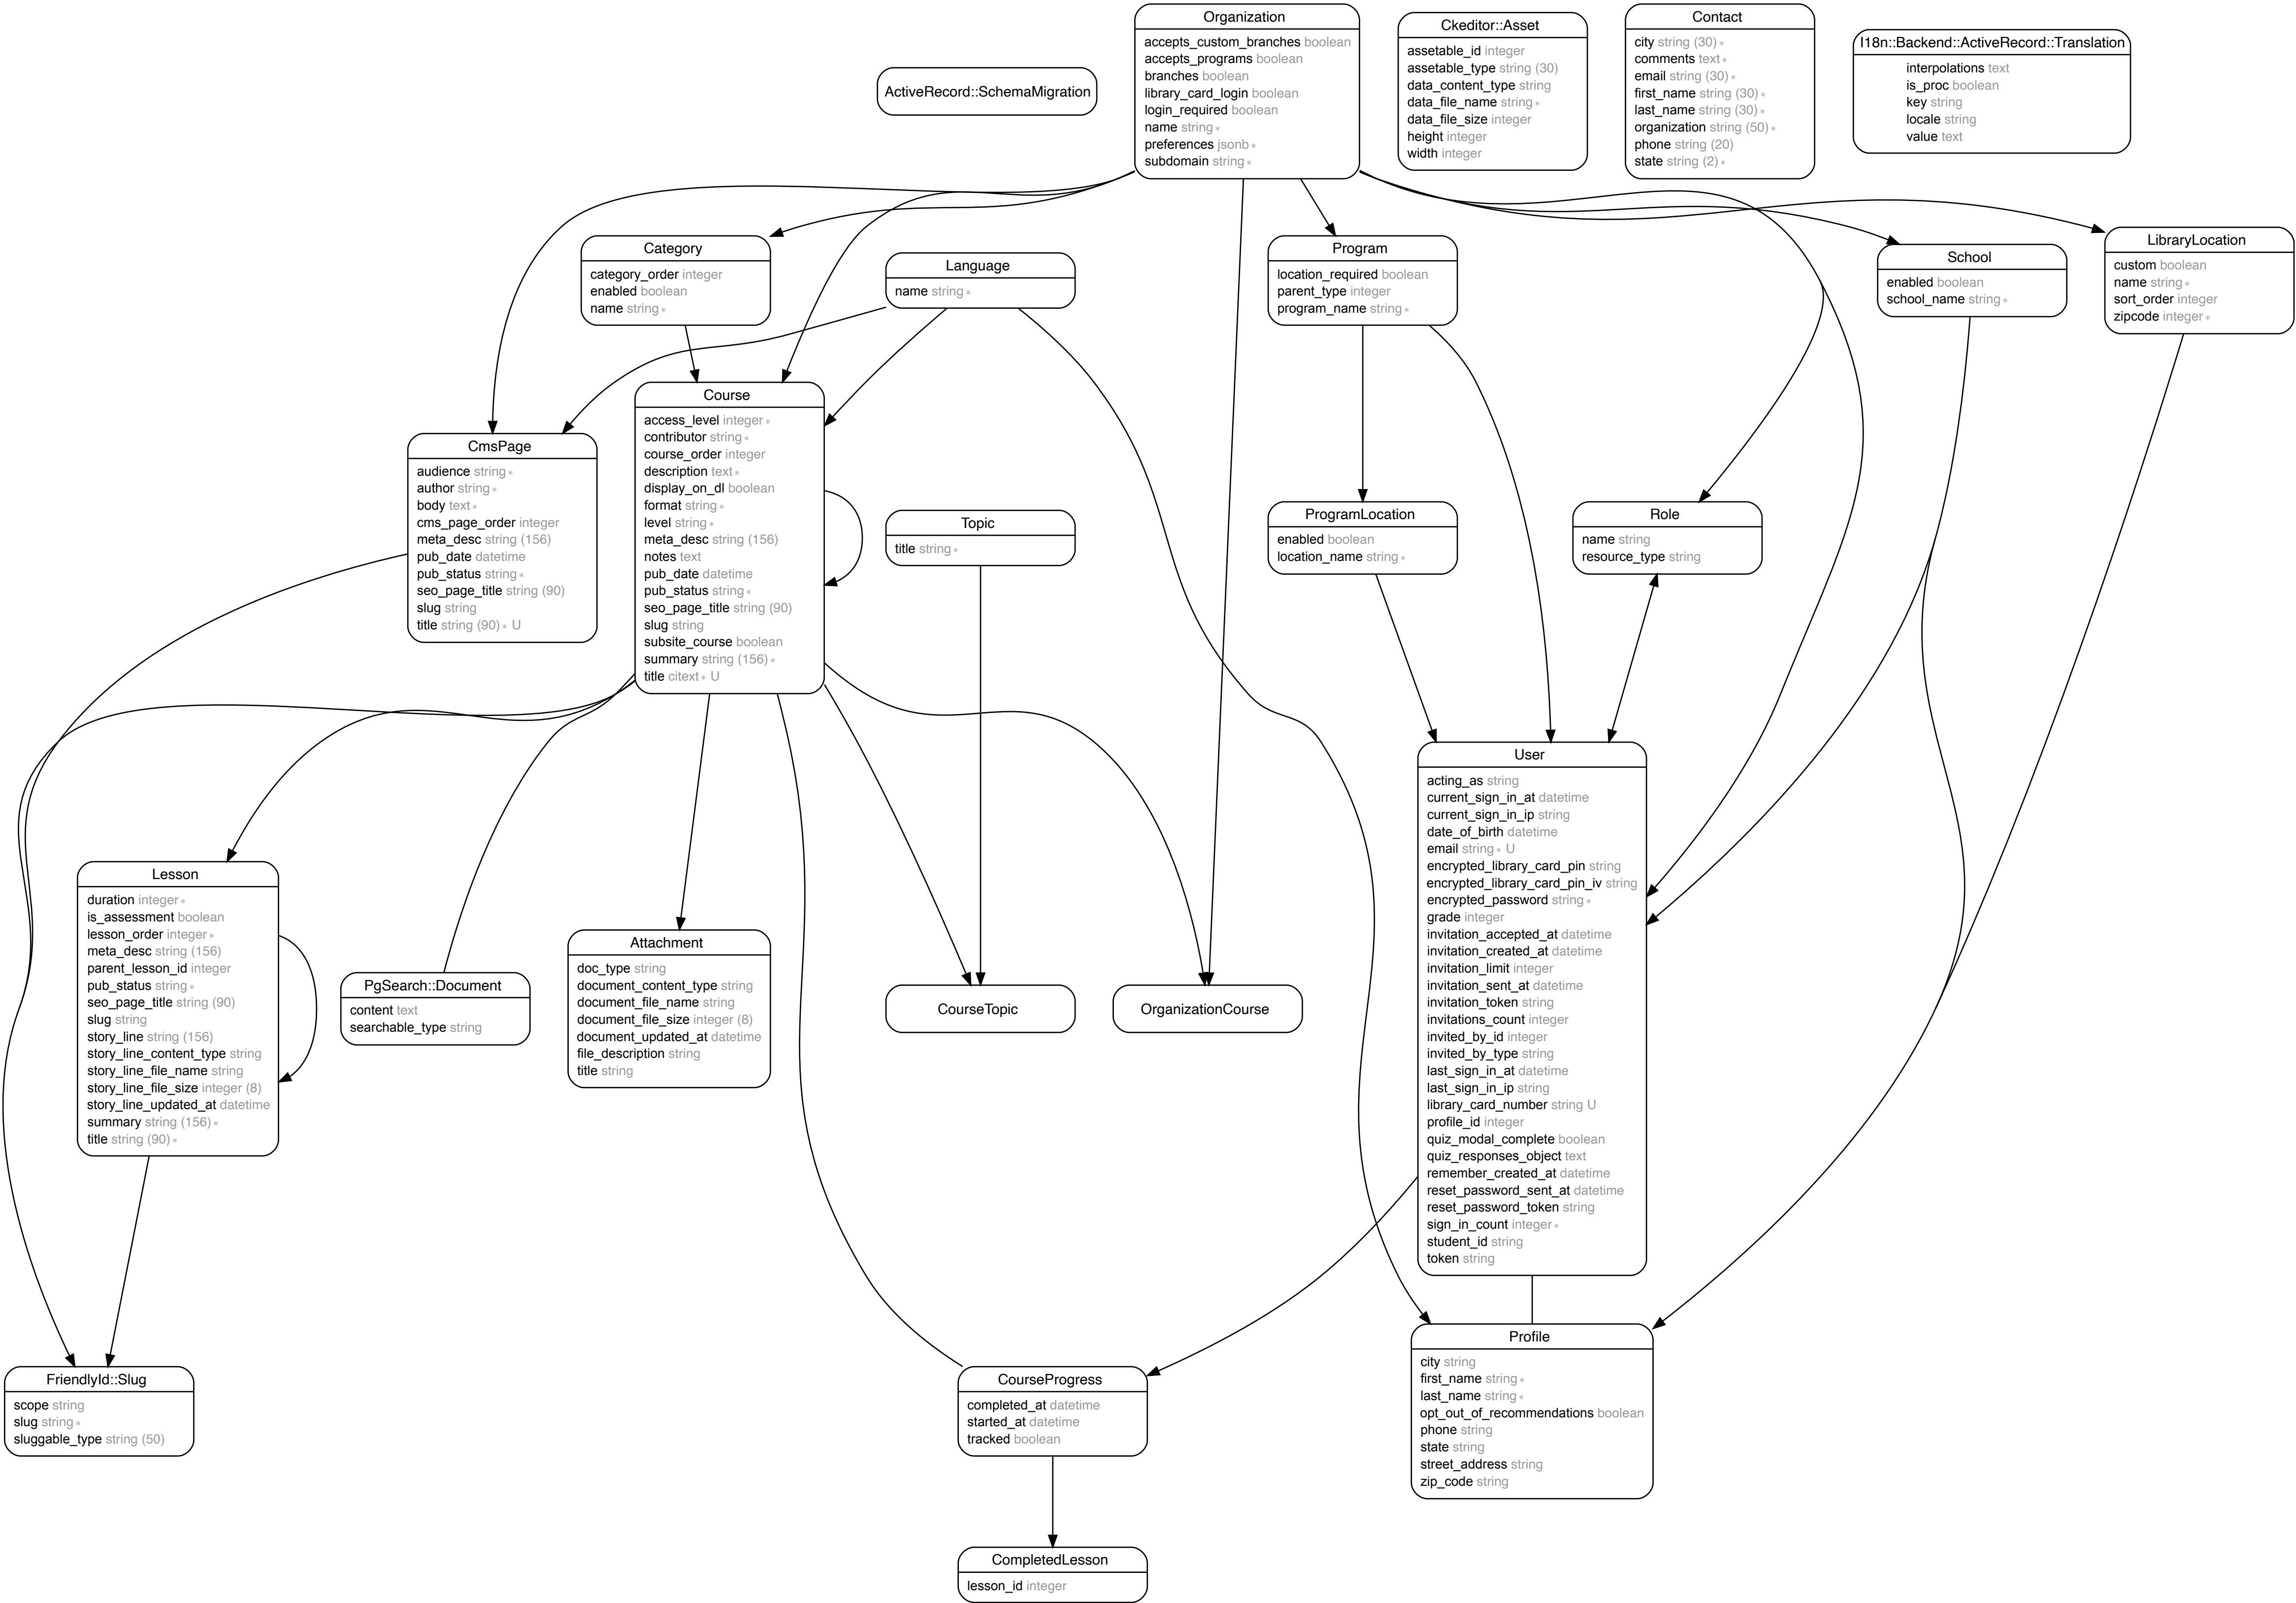 Organization
accepts_custom_branches boolean
accepts_programs boolean
branches boolean
library_card_login boolean
login_required boolean
name string *
preferences jsonb *
subdomain string *
Ckeditor::Asset
assetable_id integer
assetable_type string (30)
data_content_type string
data_file_name string *
data_file_size integer
height integer
width integer
Contact
city string (30) *
comments text *
email string (30) *
first_name string (30) *
last_name string (30) *
organization string (50) *
phone string (20)
state string (2) *
I18n::Backend::ActiveRecord::Translation
interpolations text
is_proc boolean
key string
locale string
value text
ActiveRecord::SchemaMigration
Category
category_order integer
enabled boolean
name string *
Language
name string *
Program
location_required boolean
parent_type integer
program_name string *
School
enabled boolean
school_name string *
LibraryLocation
custom boolean
name string *
sort_order integer
zipcode integer *
CmsPage
audience string *
author string *
body text *
cms_page_order integer
meta_desc string (156)
pub_date datetime
pub_status string *
seo_page_title string (90)
slug string
title string (90) * U
Course
access_level integer *
contributor string *
course_order integer
description text *
display_on_dl boolean
format string *
level string *
meta_desc string (156)
notes text
pub_date datetime
pub_status string *
seo_page_title string (90)
slug string
subsite_course boolean
summary string (156) *
title citext * U
Topic
title string *
ProgramLocation
enabled boolean
location_name string *
Role
name string
resource_type string
User
acting_as string
current_sign_in_at datetime
current_sign_in_ip string
date_of_birth datetime
email string * U
encrypted_library_card_pin string
encrypted_library_card_pin_iv string
encrypted_password string *
grade integer
invitation_accepted_at datetime
invitation_created_at datetime
invitation_limit integer
invitation_sent_at datetime
invitation_token string
invitations_count integer
invited_by_id integer
invited_by_type string
last_sign_in_at datetime
last_sign_in_ip string
library_card_number string U
profile_id integer
quiz_modal_complete boolean
quiz_responses_object text
remember_created_at datetime
reset_password_sent_at datetime
reset_password_token string
sign_in_count integer *
student_id string
token string
Lesson
duration integer *
is_assessment boolean
lesson_order integer *
meta_desc string (156)
parent_lesson_id integer
pub_status string *
seo_page_title string (90)
slug string
story_line string (156)
story_line_content_type string
story_line_file_name string
story_line_file_size integer (8)
story_line_updated_at datetime
summary string (156) *
title string (90) *
PgSearch::Document
content text
searchable_type string
Attachment
doc_type string
document_content_type string
document_file_name string
document_file_size integer (8)
document_updated_at datetime
file_description string
title string
CourseTopic
OrganizationCourse
FriendlyId::Slug
scope string
slug string *
sluggable_type string (50)
CourseProgress
completed_at datetime
started_at datetime
tracked boolean
Profile
city string
first_name string *
last_name string *
opt_out_of_recommendations boolean
phone string
state string
street_address string
zip_code string
CompletedLesson
lesson_id integer